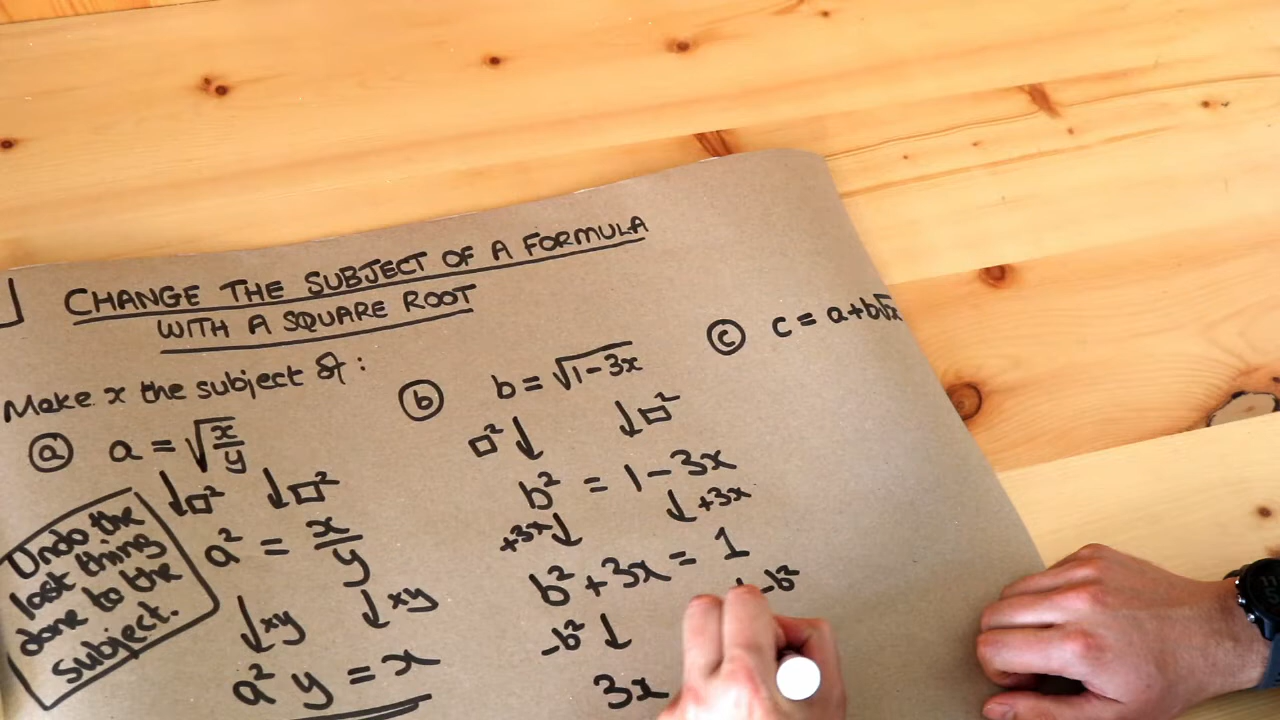 CHANGE THE SUBJECT OF A FORMULA
WITH A SQUARE ROOT
Make x the subject of :
ⓐ a = √(x/y)
↓□² ↓□²
a² = x/y
↓×y ↓×y
a² y = x
Undo the
last thing
done to the
subject.
ⓑ b = √(1-3x)
□²↓ ↓□²
b² = 1-3x
+3x↓ ↓+3x
b² + 3x = 1
-b²↓ ↓-b²
3x
ⓒ c = a+b√x